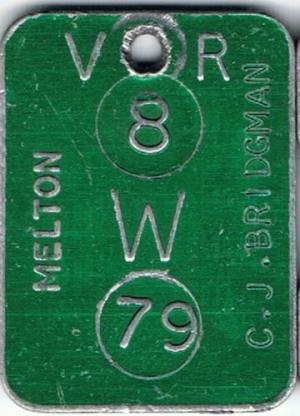 V R
8
W
79
MELTON
C.J. BRIDGMAN